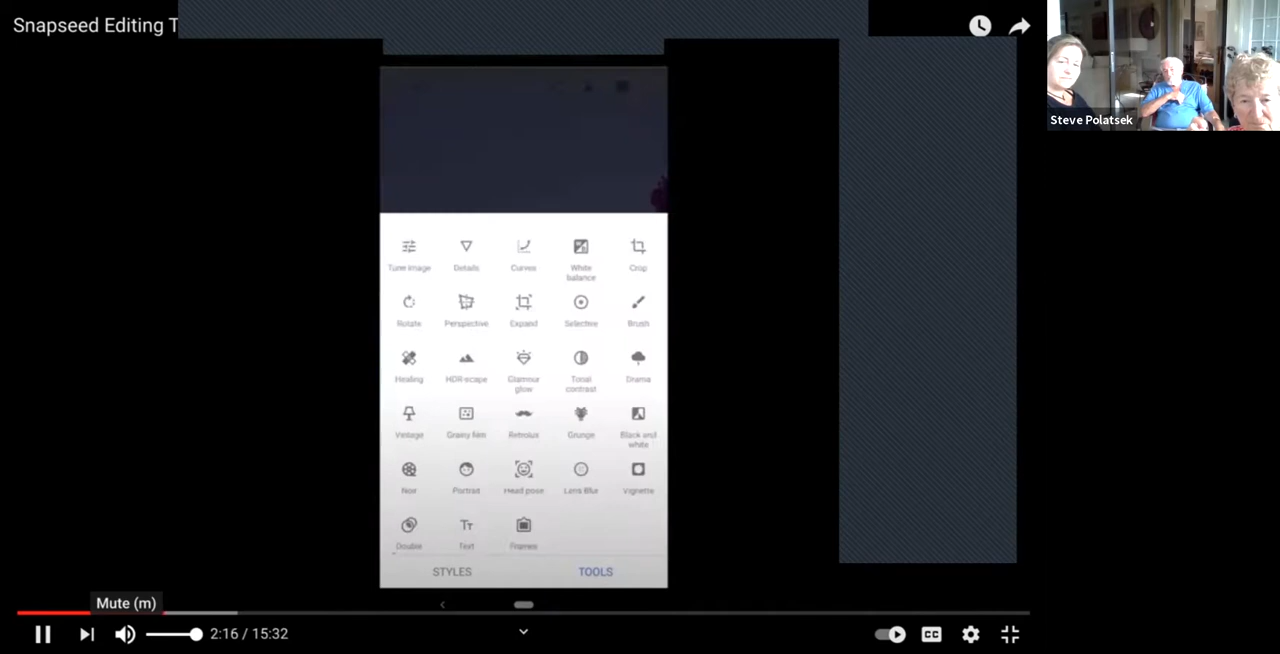 Snapseed Editing T
Steve Polatsek
Tune image Details Curves White balance Crop
Rotate Perspective Expand Selective Brush
Healing HDR-scape Glamour glow Tonal contrast Drama
Vintage Grainy film Retrolux Grunge Black and white
Noir Portrait Head pose Lens Blur Vignette
Double Text Frames
STYLES TOOLS
Mute (m)
2:16 / 15:32
CC